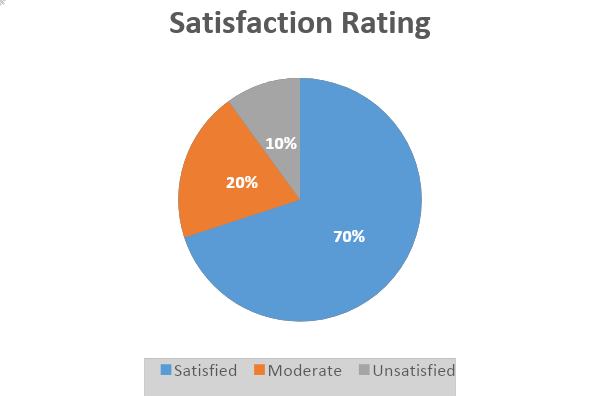 Satisfaction Rating
10%
20%
70%
Satisfied Moderate Unsatisfied